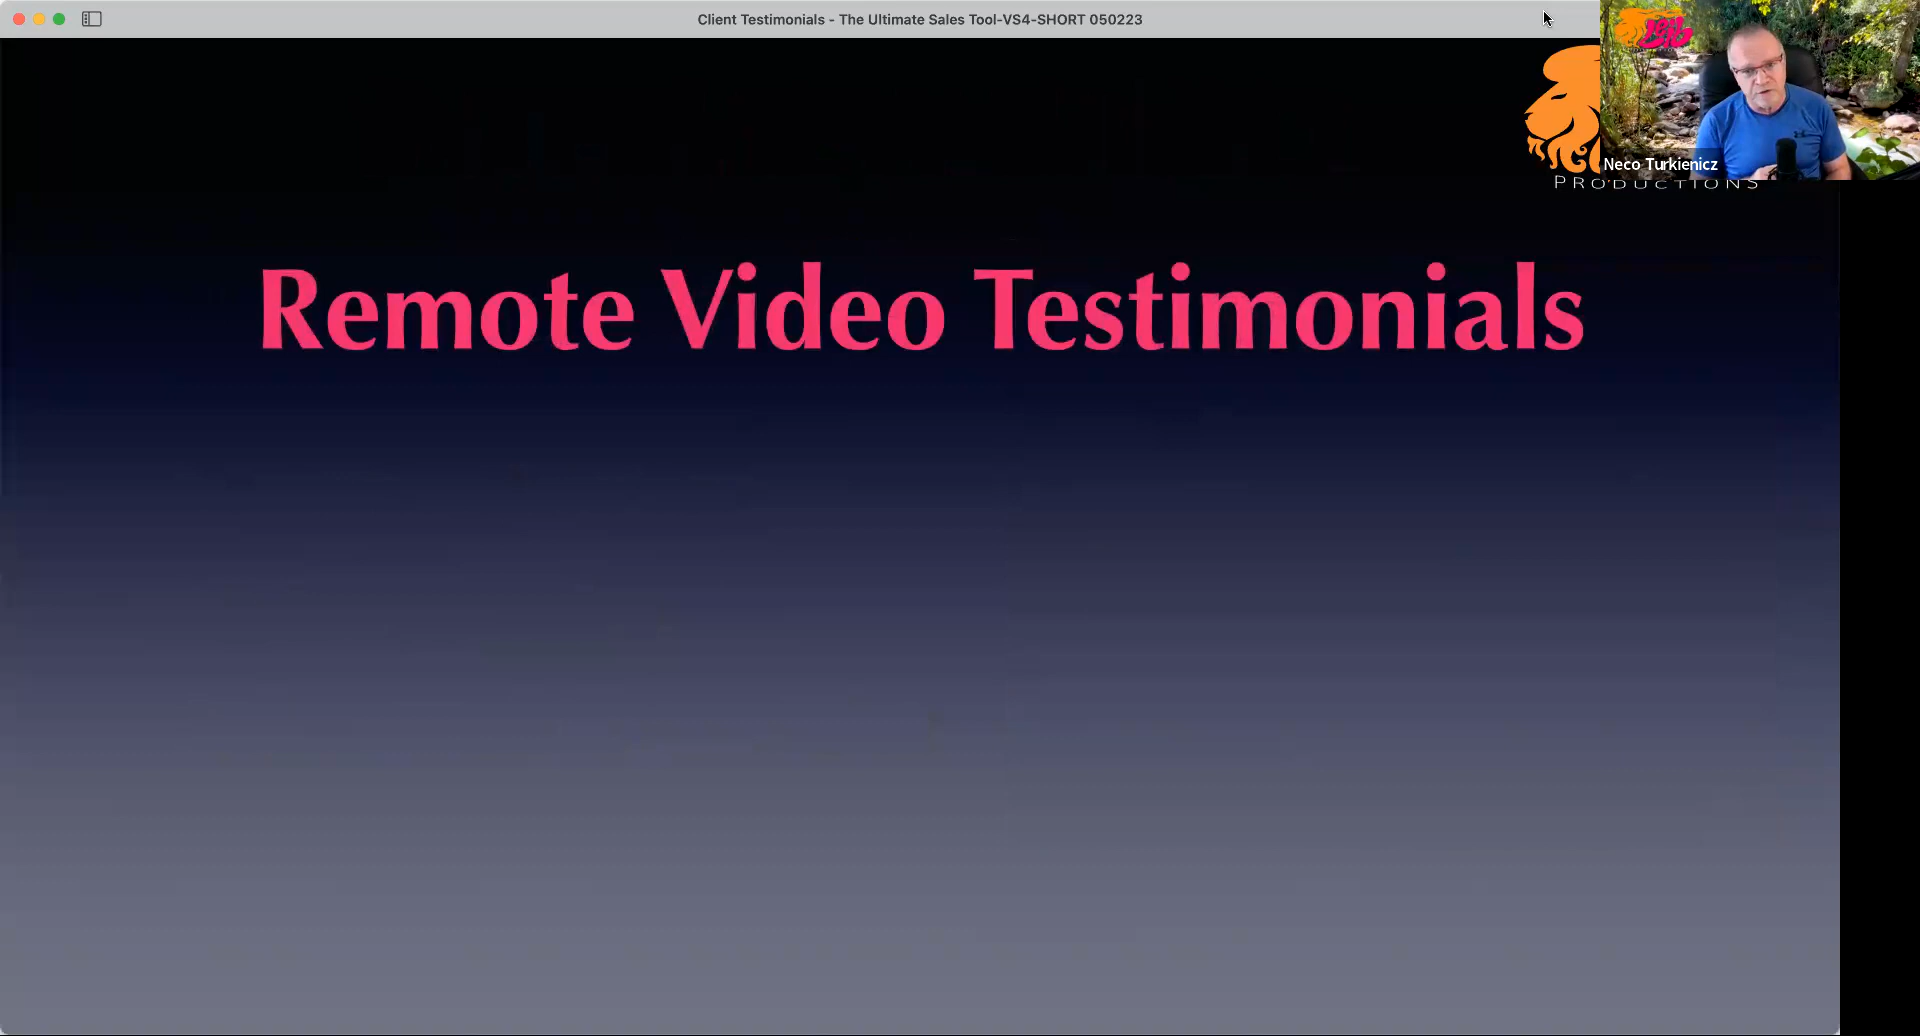 Client Testimonials - The Ultimate Sales Tool-VS4-SHORT 050223
Neco Turkienicz
PRODUCTIONS
Remote Video Testimonials